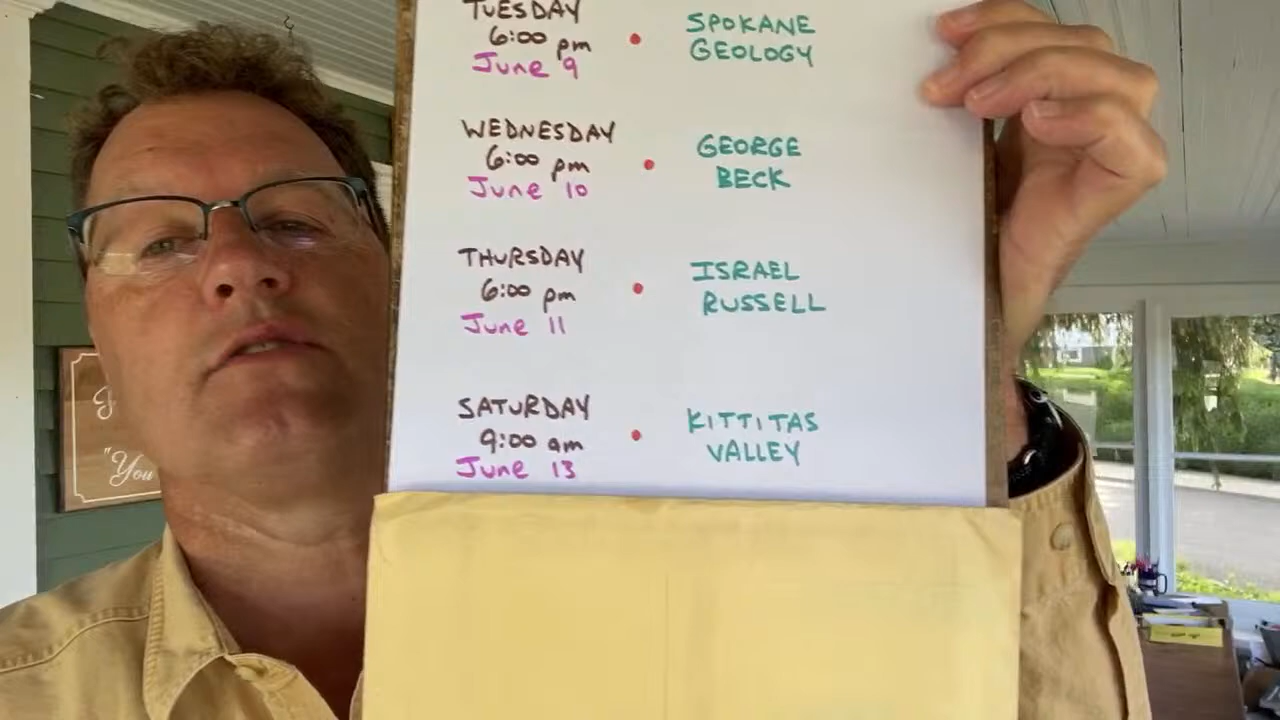 TUESDAY
6:00 pm
June 9
SPOKANE
GEOLOGY
WEDNESDAY
6:00 pm
June 10
GEORGE
BECK
THURSDAY
6:00 pm
June 11
ISRAEL
RUSSELL
SATURDAY
9:00 am
June 13
KITTITAS
VALLEY
"You